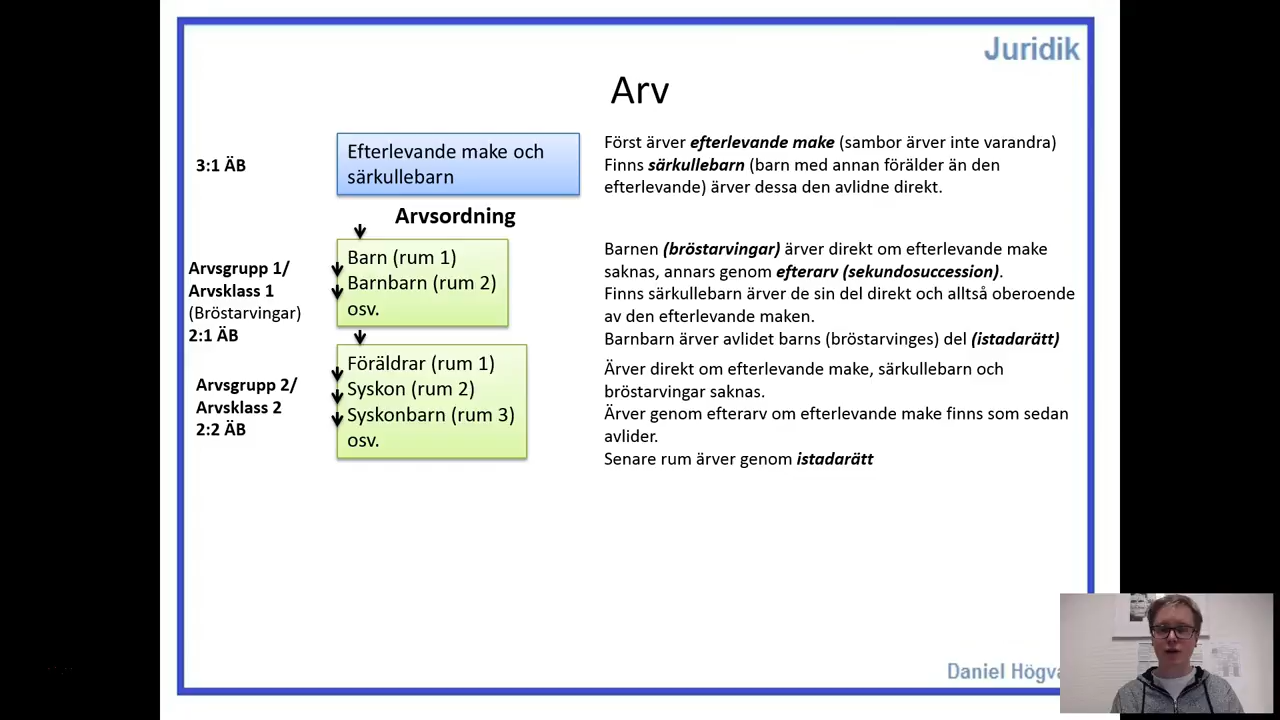 Juridik
Arv
3:1 ÄB
Efterlevande make och
särkullebarn
Först ärver efterlevande make (sambor ärver inte varandra)
Finns särkullebarn (barn med annan förälder än den
efterlevande) ärver dessa den avlidne direkt.
Arvsordning
Arvsgrupp 1/
Arvsklass 1
(Bröstarvingar)
2:1 ÄB
Barn (rum 1)
Barnbarn (rum 2)
osv.
Barnen (bröstarvingar) ärver direkt om efterlevande make
saknas, annars genom efterarv (sekundosuccession).
Finns särkullebarn ärver de sin del direkt och alltså oberoende
av den efterlevande maken.
Barnbarn ärver avlidet barns (bröstarvinges) del (istadarätt)
Arvsgrupp 2/
Arvsklass 2
2:2 ÄB
Föräldrar (rum 1)
Syskon (rum 2)
Syskonbarn (rum 3)
osv.
Ärver direkt om efterlevande make, särkullebarn och
bröstarvingar saknas.
Ärver genom efterarv om efterlevande make finns som sedan
avlider.
Senare rum ärver genom istadarätt
Daniel